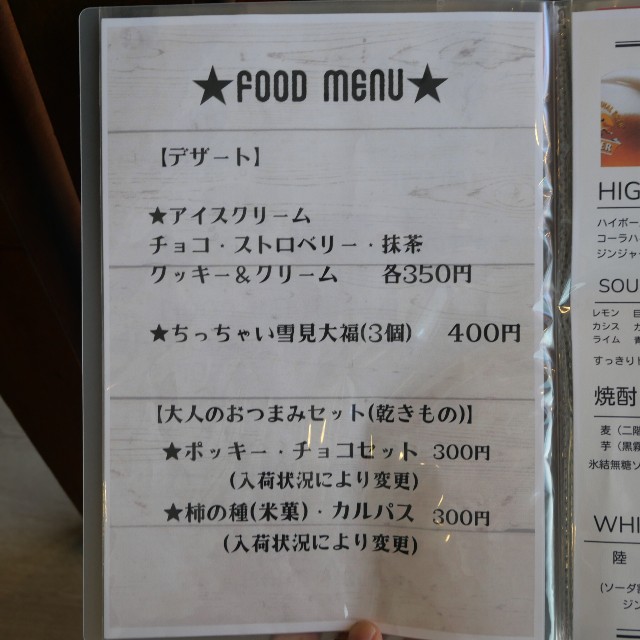 ★FOOD MENU★
【デザート】
★アイスクリーム
チョコ・ストロベリー・抹茶
クッキー＆クリーム 各350円
★ちっちゃい雪見大福(3個) 400円
【大人のおつまみセット(乾きもの)】
★ポッキー・チョコセット 300円
(入荷状況により変更)
★柿の種(米菓)・カルパス 300円
(入荷状況により変更)
HIG
ハイボー
コーラハ
ジンジャ
SOU
レモン
カシス
ライム
すっきり
焼酎
麦（二階
芋（黒霧
氷結無糖
WHI
陸
(ソーダ
ジン